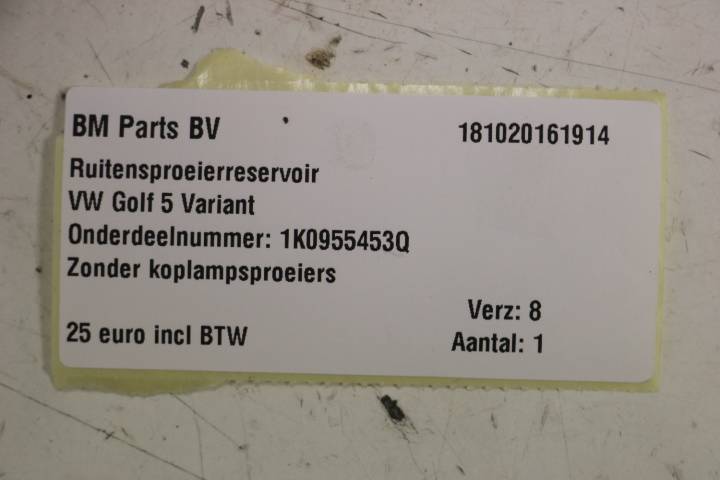 BM Parts BV 181020161914
Ruitensproeierreservoir
VW Golf 5 Variant
Onderdeelnummer: 1K0955453Q
Zonder koplampsproeiers
Verz: 8
25 euro incl BTW Aantal: 1